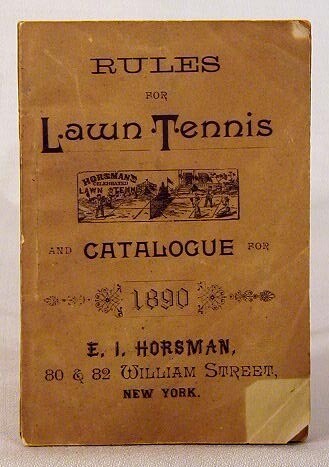 RULES
FOR
Lawn Tennis
HORSMAN'S
CELEBRATED
LAWN TENNIS
AND CATALOGUE FOR
1890
E. I. HORSMAN,
80 & 82 WILLIAM STREET,
NEW YORK.